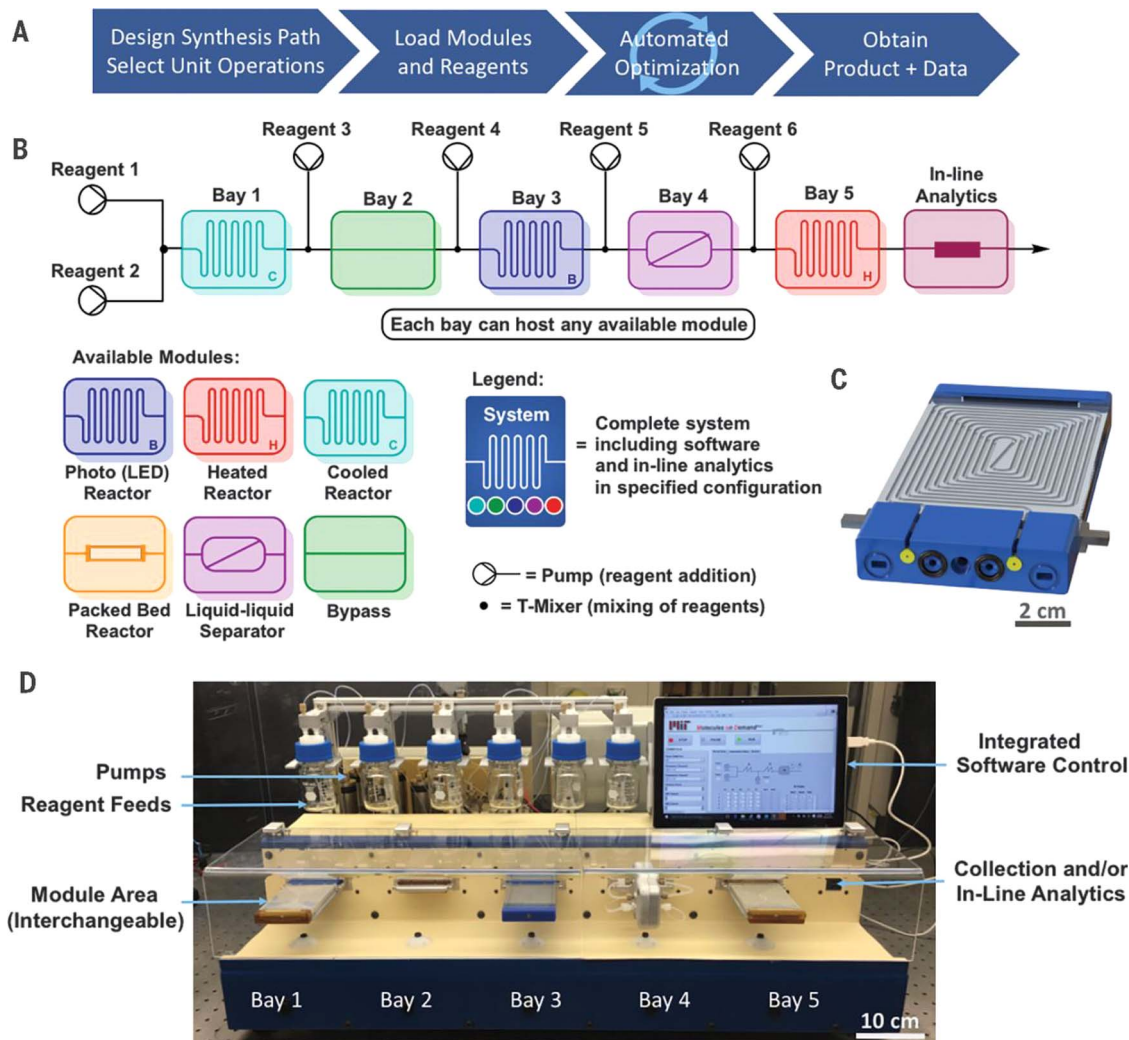 A
Design Synthesis Path
Select Unit Operations
Load Modules
and Reagents
Automated
Optimization
Obtain
Product + Data
B
Reagent 1
Reagent 2
Reagent 3
Reagent 4
Reagent 5
Reagent 6
Bay 1
Bay 2
Bay 3
Bay 4
Bay 5
In-line
Analytics
C
B
H
Each bay can host any available module
Available Modules:
B
H
C
Photo (LED)
Reactor
Heated
Reactor
Cooled
Reactor
Packed Bed
Reactor
Liquid-liquid
Separator
Bypass
Legend:
System
= Complete system
including software
and in-line analytics
in specified configuration
= Pump (reagent addition)
= T-Mixer (mixing of reagents)
C
2 cm
D
Pumps
Reagent Feeds
Module Area
(Interchangeable)
MIT
Integrated
Software Control
Collection and/or
In-Line Analytics
Bay 1
Bay 2
Bay 3
Bay 4
Bay 5
10 cm